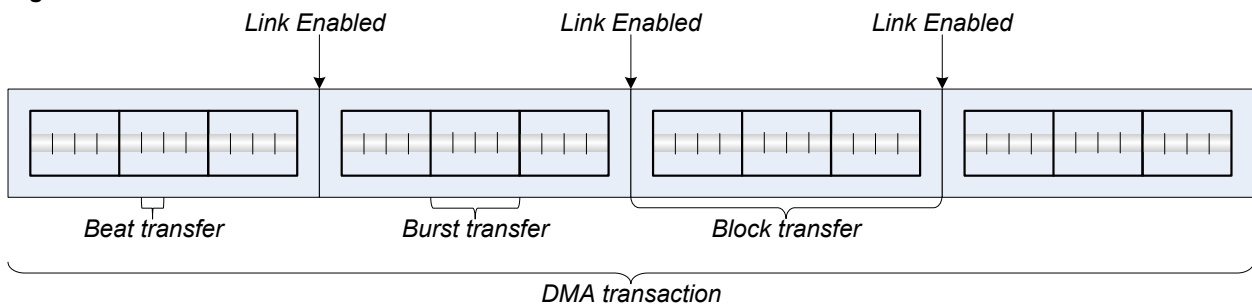 Link Enabled Link Enabled Link Enabled
Beat transfer Burst transfer Block transfer
DMA transaction